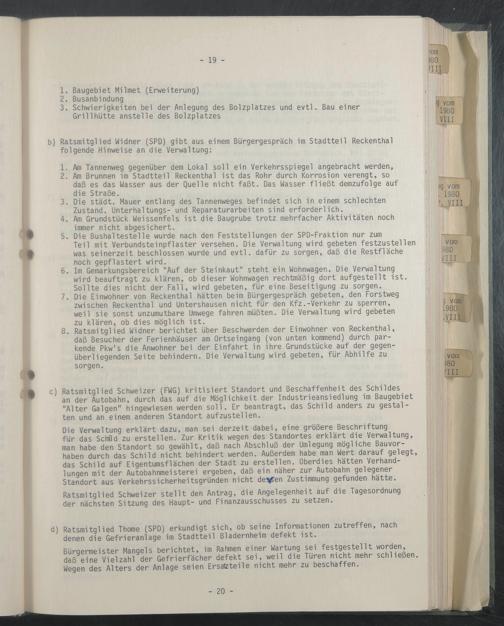 - 19 -
1. Baugebiet Milmet (Erweiterung)
2. Busanbindung
3. Schwierigkeiten bei der Anlegung des Bolzplatzes und evtl. Bau einer
Grillhütte anstelle des Bolzplatzes
b) Ratsmitglied Widner (SPD) gibt aus einem Bürgergespräch im Stadtteil Reckenthal
folgende Hinweise an die Verwaltung:
1. Am Tannenweg gegenüber dem Lokal soll ein Verkehrsspiegel angebracht werden,
2. Am Brunnen im Stadtteil Reckenthal ist das Rohr durch Korrosion verengt, so
daß es das Wasser aus der Quelle nicht faßt. Das Wasser fließt demzufolge auf
die Straße.
3. Die städt. Mauer entlang des Tannenweges befindet sich in einem schlechten
Zustand. Unterhaltungs- und Reparaturarbeiten sind erforderlich.
4. Am Grundstück Weissenfels ist die Baugrube trotz mehrfacher Aktivitäten noch
immer nicht abgesichert.
5. Die Bushaltestelle wurde nach den Feststellungen der SPD-Fraktion nur zum
Teil mit Verbundsteinpflaster versehen. Die Verwaltung wird gebeten festzustellen
was seinerzeit beschlossen wurde und evtl. dafür zu sorgen, daß die Restfläche
noch gepflastert wird.
6. Im Gemarkungsbereich "Auf der Steinkaut" steht ein Wohnwagen. Die Verwaltung
wird beauftragt zu klären, ob dieser Wohnwagen rechtmäßig dort aufgestellt ist.
Sollte dies nicht der Fall, wird gebeten, für eine Beseitigung zu sorgen.
7. Die Einwohner von Reckenthal hätten beim Bürgergespräch gebeten, den Forstweg
zwischen Reckenthal und Untershausen nicht für den Kfz.-Verkehr zu sperren,
weil sie sonst unzumutbare Umwege fahren müßten. Die Verwaltung wird gebeten
zu klären, ob dies möglich ist.
8. Ratsmitglied Widner berichtet über Beschwerden der Einwohner von Reckenthal,
daß Besucher der Ferienhäuser am Ortseingang (von unten kommend) durch par-
kende Pkw's die Anwohner bei der Einfahrt in ihre Grundstücke auf der gegen-
überliegenden Seite behindern. Die Verwaltung wird gebeten, für Abhilfe zu
sorgen.
c) Ratsmitglied Schweizer (FWG) kritisiert Standort und Beschaffenheit des Schildes
an der Autobahn, durch das auf die Möglichkeit der Industrieansiedlung im Baugebiet
"Alter Galgen" hingewiesen werden soll. Er beantragt, das Schild anders zu gestal-
ten und an einem anderen Standort aufzustellen.
Die Verwaltung erklärt dazu, man sei derzeit dabei, eine größere Beschriftung
für das Schild zu erstellen. Zur Kritik wegen des Standortes erklärt die Verwaltung,
man habe den Standort so gewählt, daß nach Abschluß der Umlegung mögliche Bauvor-
haben durch das Schild nicht behindert werden. Außerdem habe man Wert darauf gelegt,
das Schild auf Eigentumsflächen der Stadt zu erstellen. Überdies hätten Verhand-
lungen mit der Autobahnmeisterei ergeben, daß ein näher zur Autobahn gelegener
Standort aus Verkehrssicherheitsgründen nicht deren Zustimmung gefunden hätte.
Ratsmitglied Schweizer stellt den Antrag, die Angelegenheit auf die Tagesordnung
der nächsten Sitzung des Haupt- und Finanzausschusses zu setzen.
d) Ratsmitglied Thome (SPD) erkundigt sich, ob seine Informationen zutreffen, nach
denen die Gefrieranlage im Stadtteil Bladernheim defekt ist.
Bürgermeister Mangels berichtet, im Rahmen einer Wartung sei festgestellt worden,
daß eine Vielzahl der Gefrierfächer defekt sei, weil die Türen nicht mehr schließen.
Wegen des Alters der Anlage seien Ersatzteile nicht mehr zu beschaffen.
- 20 -
vom
VIII
vom
1980
VIII
vom
1980
VIII
vom
VIII
vom
1980
VIII
vom
VIII